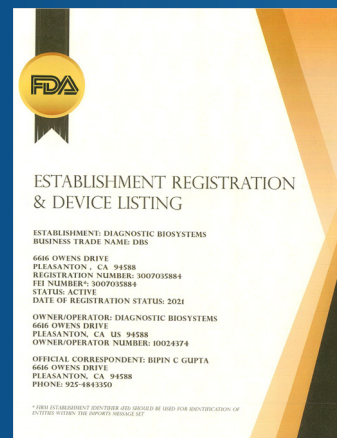 FDA
ESTABLISHMENT REGISTRATION
& DEVICE LISTING
ESTABLISHMENT: DIAGNOSTIC BIOSYSTEMS
BUSINESS TRADE NAME: DBS
6616 OWENS DRIVE
PLEASANTON , CA 94588
REGISTRATION NUMBER: 3007035884
FEI NUMBER*: 3007035884
STATUS: ACTIVE
DATE OF REGISTRATION STATUS: 2021
OWNER/OPERATOR: DIAGNOSTIC BIOSYSTEMS
6616 OWENS DRIVE
PLEASANTON, CA US 94588
OWNER/OPERATOR NUMBER: 10024374
OFFICIAL CORRESPONDENT: BIPIN C GUPTA
6616 OWENS DRIVE
PLEASANTON, CA 94588
PHONE: 925-4843350
* FIRM ESTABLISHMENT IDENTIFIER (FEI) SHOULD BE USED FOR IDENTIFICATION OF
ENTITIES WITHIN THE IMPORTS MESSAGE SET